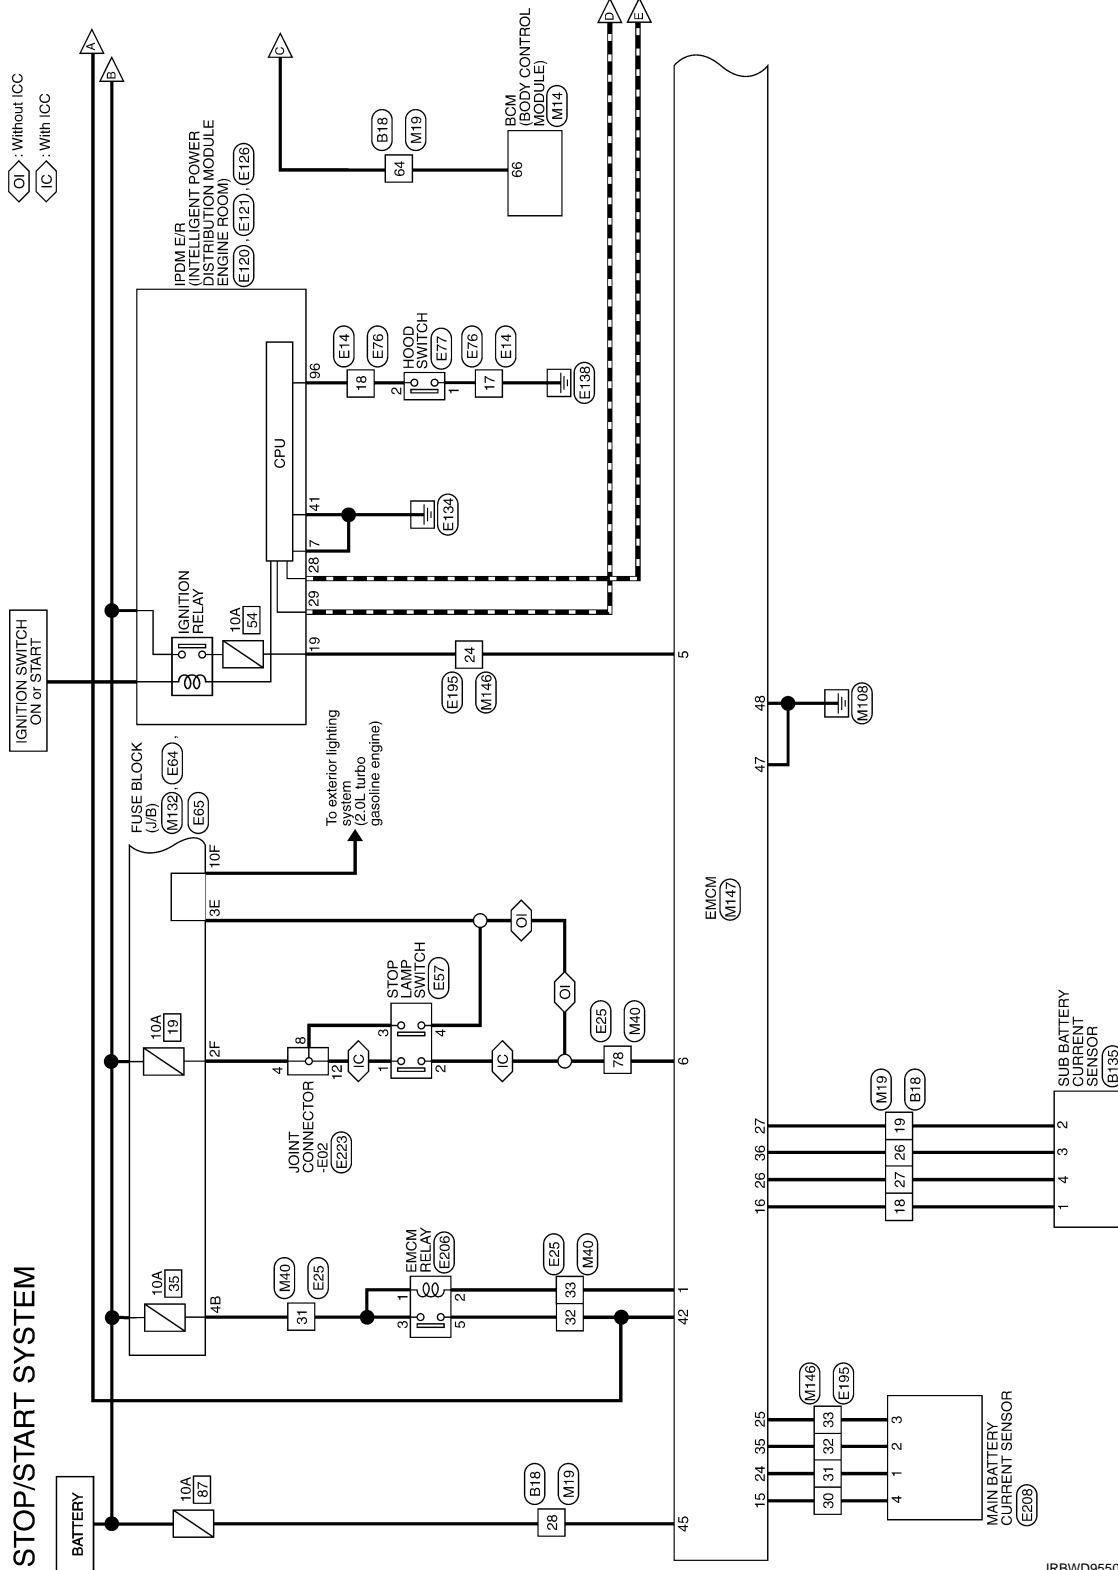 STOP/START SYSTEM
OI : Without ICC
IC : With ICC
BATTERY
IGNITION SWITCH
ON or START
A
B
C
D
E
10A
87
28
B18
M19
45
10A
35
4B
31
M40
E25
EMCM
RELAY
E206
1
3
2
5
33
32
E25
M40
1
42
10A
19
2F
4
8
12
JOINT
CONNECTOR
-E02
E223
IC
1
3
STOP
LAMP
SWITCH
E57
2
4
IC
OI
OI
78
E25
M40
6
FUSE BLOCK
(J/B)
M132 , E64 ,
E65
3E
10F
To exterior lighting
system
(2.0L turbo
gasoline engine)
IGNITION
RELAY
10A
54
CPU
IPDM E/R
(INTELLIGENT POWER
DISTRIBUTION MODULE
ENGINE ROOM)
E120 , E121 , E126
19
29
28
7
41
96
24
E195
M146
5
E134
18
E14
E76
2
HOOD
SWITCH
E77
1
17
E76
E14
E138
64
B18
M19
66
BCM
(BODY CONTROL
MODULE)
M14
EMCM
M147
15
24
35
25
30
31
32
33
M146
E195
4
1
2
3
MAIN BATTERY
CURRENT SENSOR
E208
16
26
36
27
18
27
26
19
M19
B18
1
4
3
2
SUB BATTERY
CURRENT
SENSOR
B135
47
48
M108
JRBWD9550